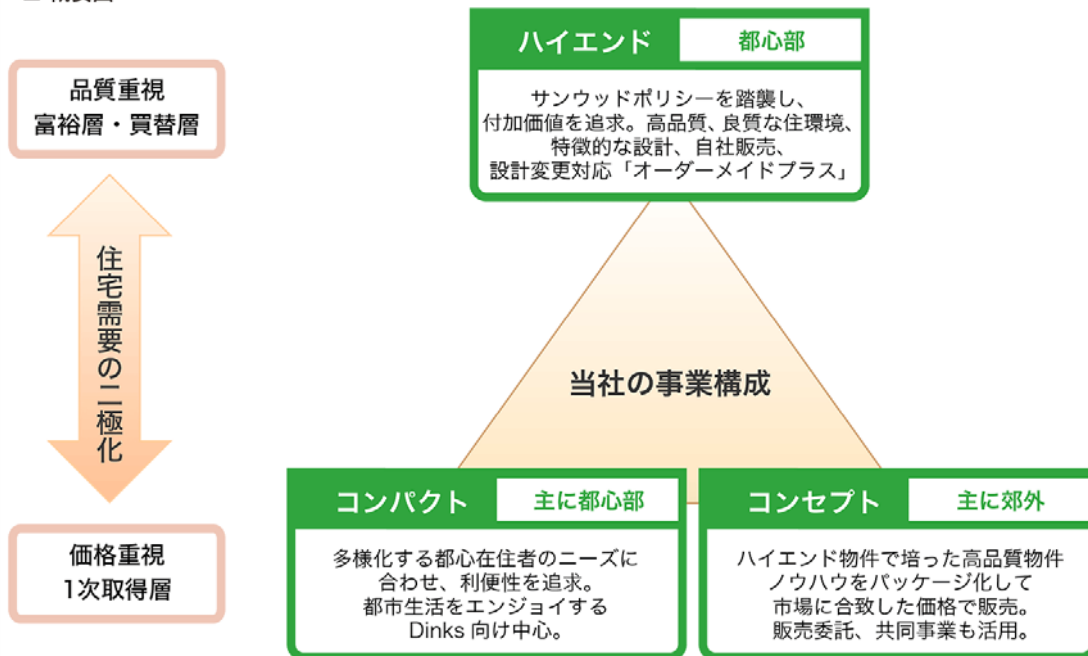 品質重視
富裕層・買替層
住宅需要の二極化
価格重視
1次取得層
ハイエンド
都心部
サンウッドポリシーを踏襲し、
付加価値を追求。高品質、良質な住環境、
特徴的な設計、自社販売、
設計変更対応「オーダーメイドプラス」
当社の事業構成
コンパクト
主に都心部
多様化する都心在住者のニーズに
合わせ、利便性を追求。
都市生活をエンジョイする
Dinks 向け中心。
コンセプト
主に郊外
ハイエンド物件で培った高品質物件
ノウハウをパッケージ化して
市場に合致した価格で販売。
販売委託、共同事業も活用。